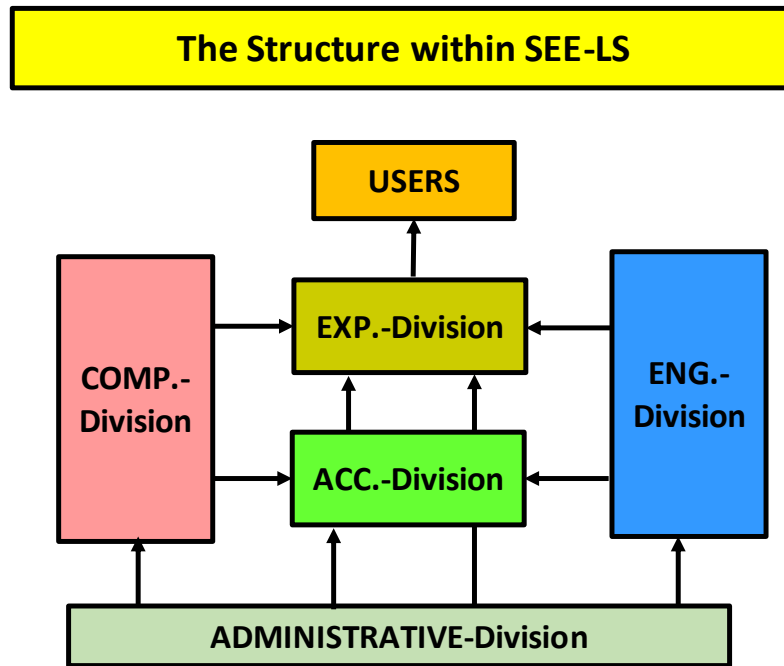 The Structure within SEE-LS
USERS
EXP.-Division
COMP.-
Division
ENG.-
Division
ACC.-Division
ADMINISTRATIVE-Division